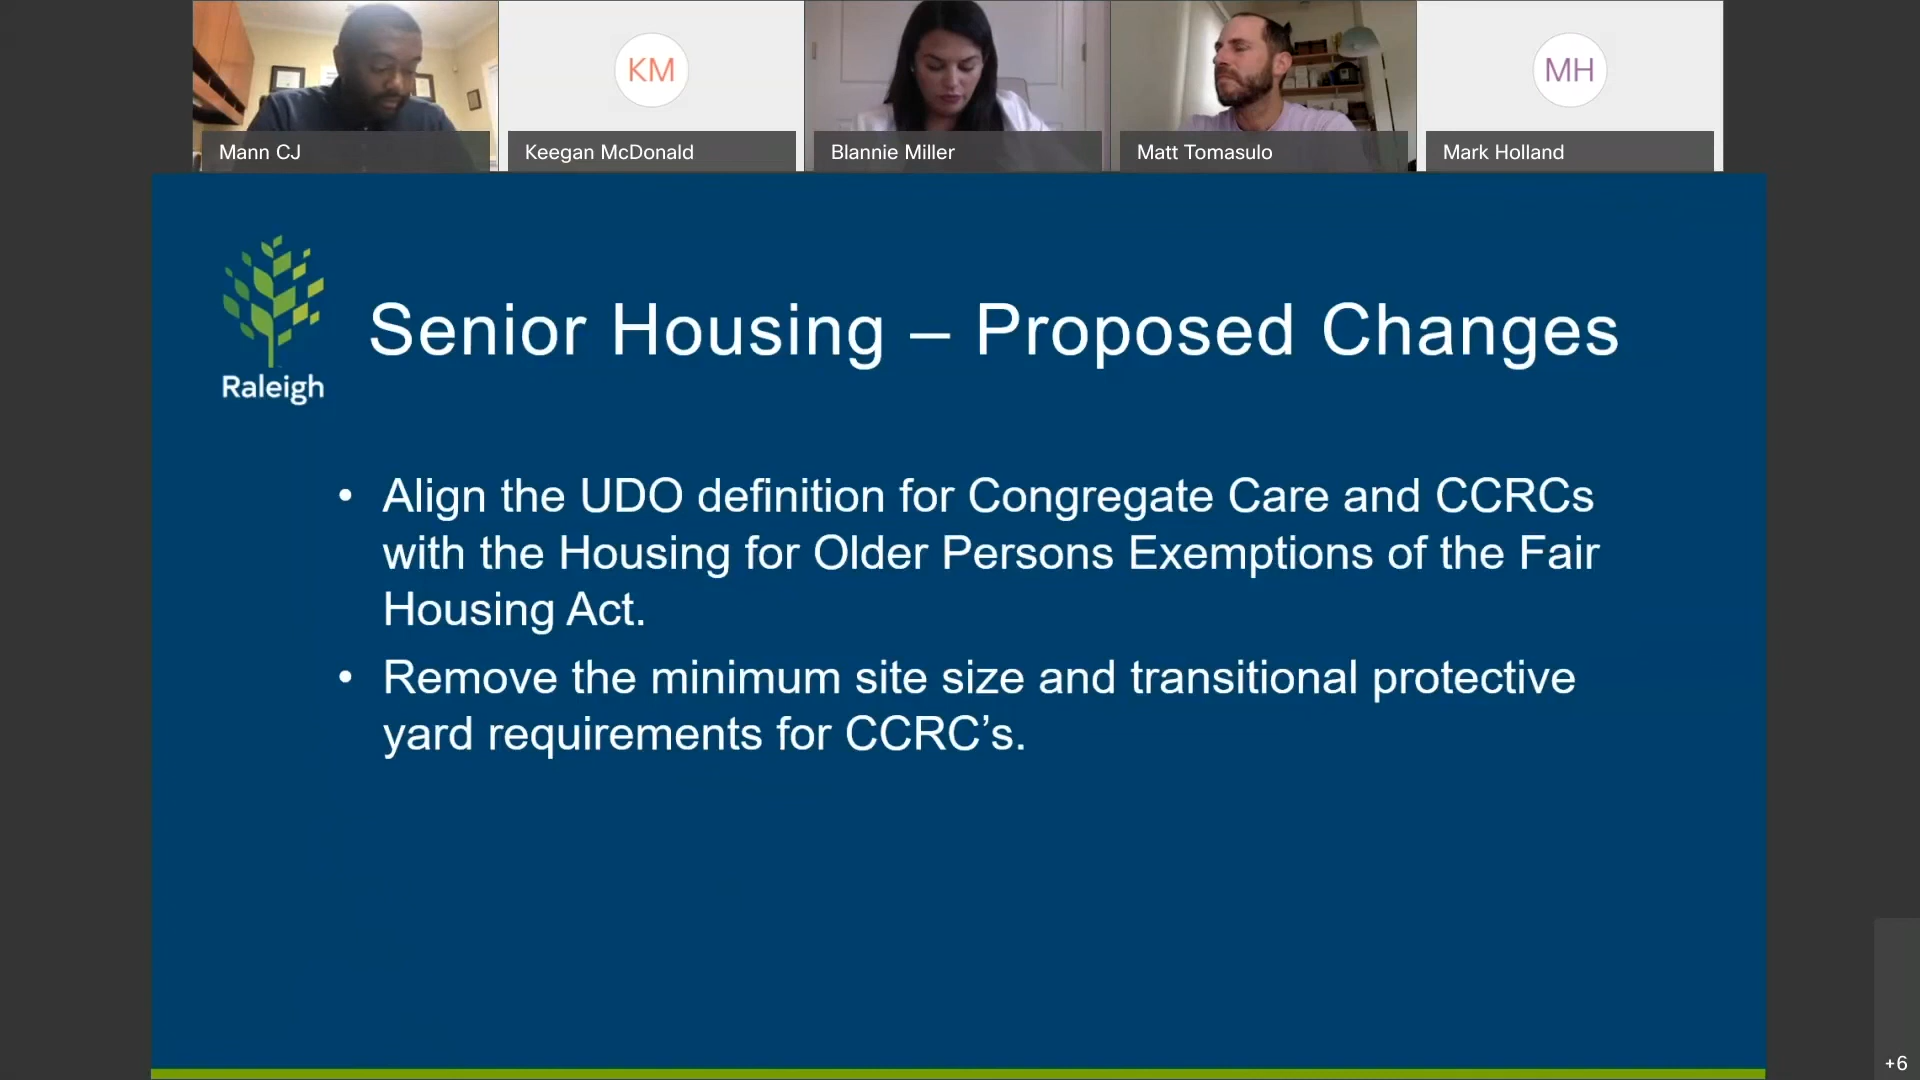 KM
MH
Mann CJ
Keegan McDonald
Blannie Miller
Matt Tomasulo
Mark Holland
Raleigh
Senior Housing – Proposed Changes
• Align the UDO definition for Congregate Care and CCRCs
with the Housing for Older Persons Exemptions of the Fair
Housing Act.
• Remove the minimum site size and transitional protective
yard requirements for CCRC’s.
+6